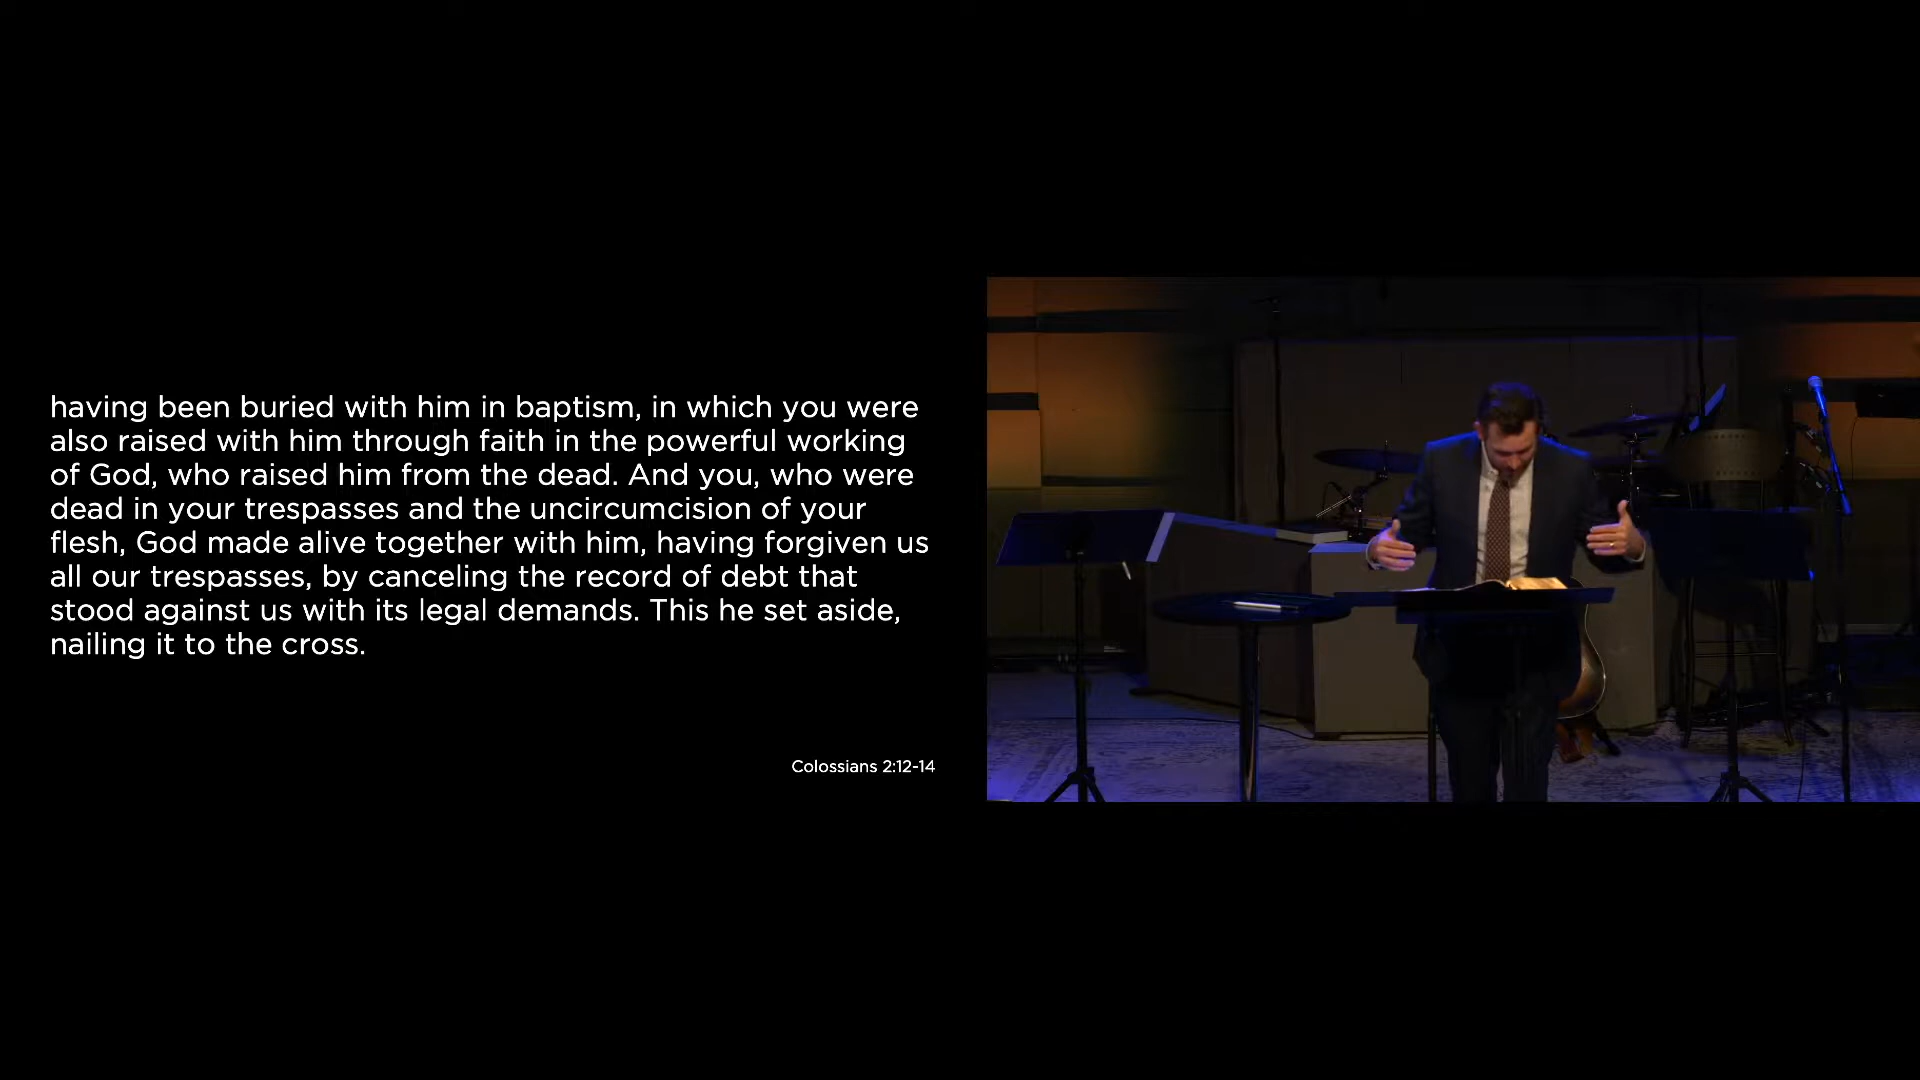 having been buried with him in baptism, in which you were
also raised with him through faith in the powerful working
of God, who raised him from the dead. And you, who were
dead in your trespasses and the uncircumcision of your
flesh, God made alive together with him, having forgiven us
all our trespasses, by canceling the record of debt that
stood against us with its legal demands. This he set aside,
nailing it to the cross.
Colossians 2:12-14